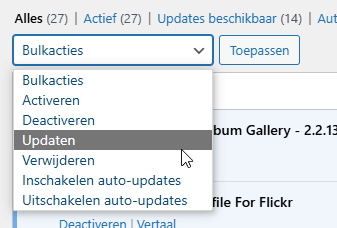 Alles (27) | Actief (27) | Updates beschikbaar (14) | Aut
Bulkacties Toepassen
Bulkacties
Activeren
Deactiveren
Updaten
bum Gallery - 2.2.13
Verwijderen
Inschakelen auto-updates
Uitschakelen auto-updates
file For Flickr
Deactiveren | Vertaal